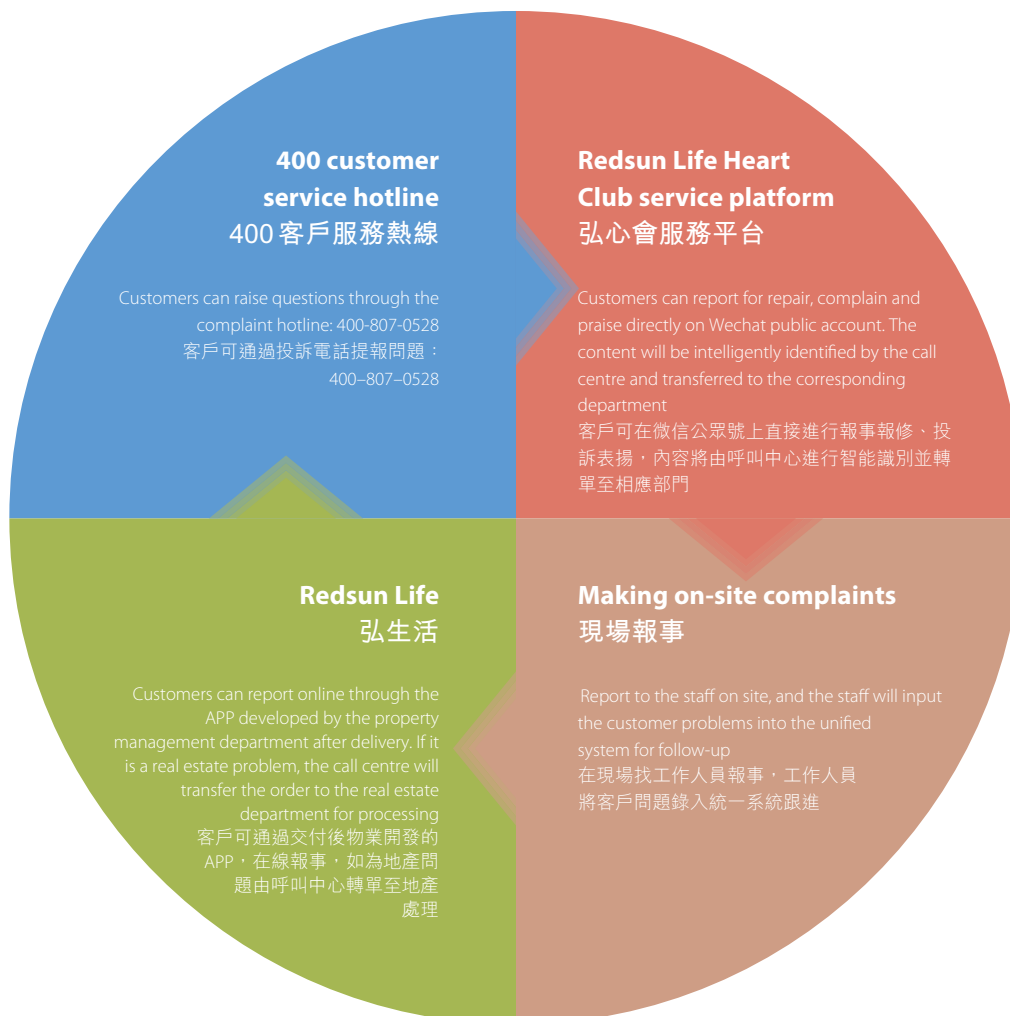 400 customer
service hotline
400 客戶服務熱線
Customers can raise questions through the
complaint hotline: 400-807-0528
客戶可通過投訴電話提報問題：
400–807–0528
Redsun Life Heart
Club service platform
弘心會服務平台
Customers can report for repair, complain and
praise directly on Wechat public account. The
content will be intelligently identified by the call
centre and transferred to the corresponding
department
客戶可在微信公眾號上直接進行報事報修、投
訴表揚，內容將由呼叫中心進行智能識別並轉
單至相應部門
Redsun Life
弘生活
Customers can report online through the
APP developed by the property
management department after delivery. If it
is a real estate problem, the call centre will
transfer the order to the real estate
department for processing
客戶可通過交付後物業開發的
APP，在線報事，如為地產問
題由呼叫中心轉單至地產
處理
Making on-site complaints
現場報事
Report to the staff on site, and the staff will input
the customer problems into the unified
system for follow-up
在現場找工作人員報事，工作人員
將客戶問題錄入統一系統跟進